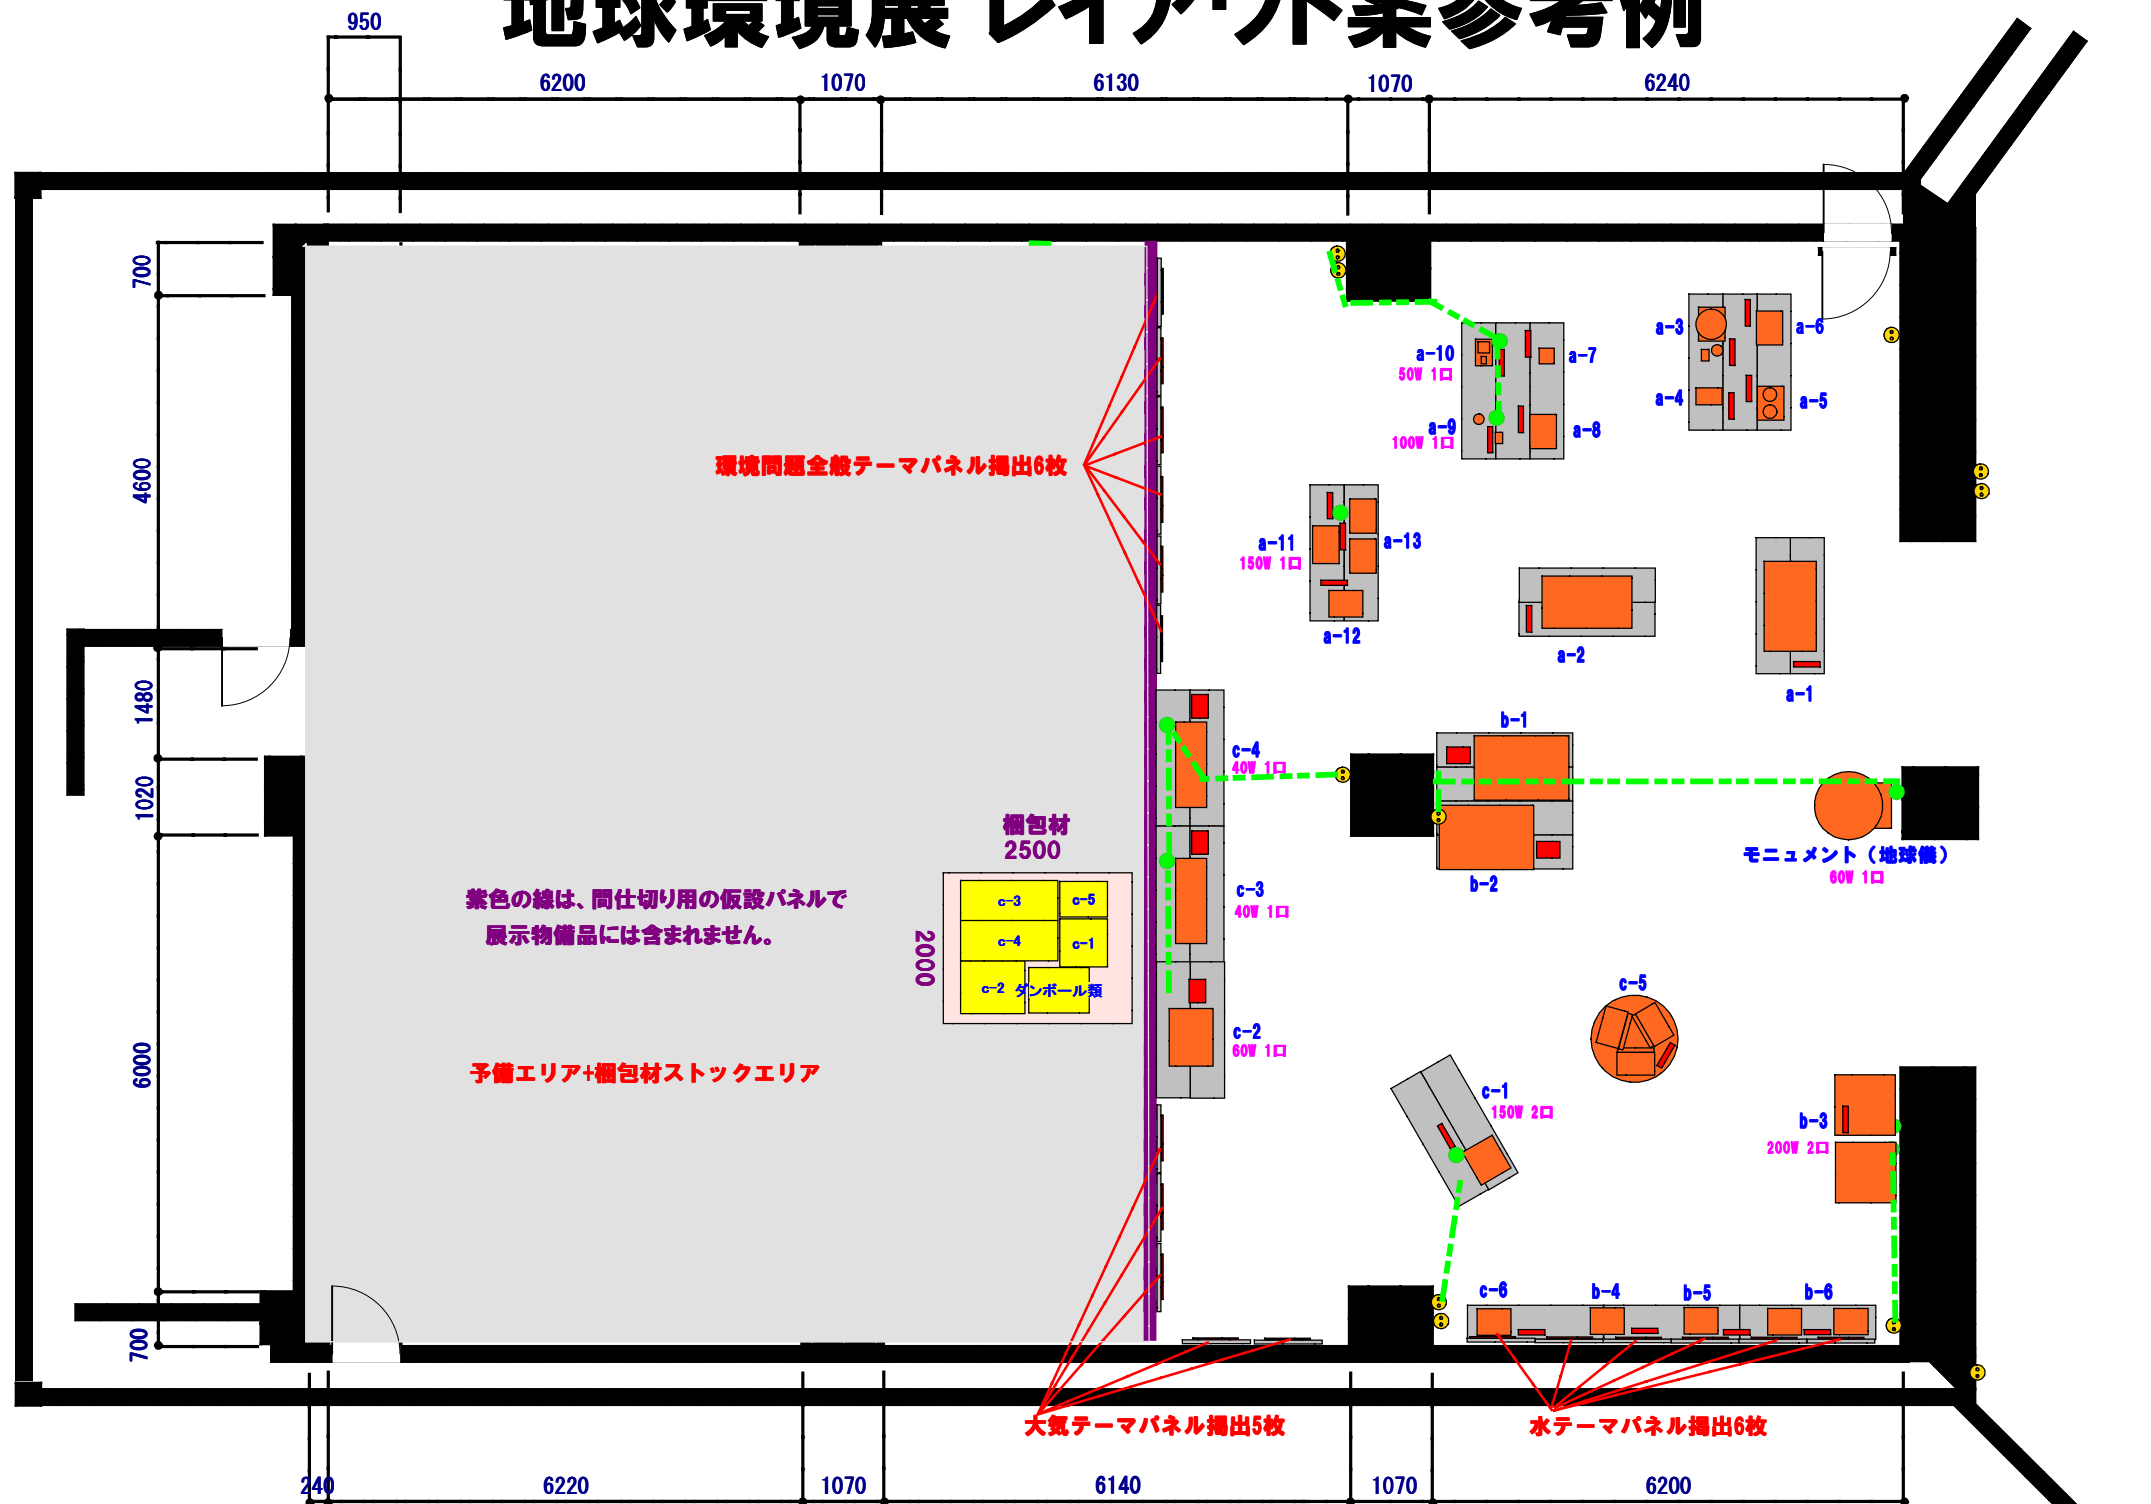 地球環境展 レイアウト案参考例
950
6200
1070
6130
1070
6240
700
4600
1480
1020
6000
700
a-3
a-6
a-4
a-5
a-10
50W 1口
a-7
a-9
100W 1口
a-8
環境問題全般テーマパネル掲出6枚
a-11
150W 1口
a-13
a-12
a-2
a-1
b-1
c-4
40W 1口
梱包材
2500
2000
c-3
c-5
c-4
c-1
c-2
ダンボール類
紫色の線は、間仕切り用の仮設パネルで
展示物備品には含まれません。
b-2
モニュメント（地球儀）
60W 1口
c-3
40W 1口
c-5
c-2
60W 1口
予備エリア+梱包材ストックエリア
c-1
150W 2口
b-3
200W 2口
c-6
b-4
b-5
b-6
大気テーマパネル掲出5枚
水テーマパネル掲出6枚
240
6220
1070
6140
1070
6200